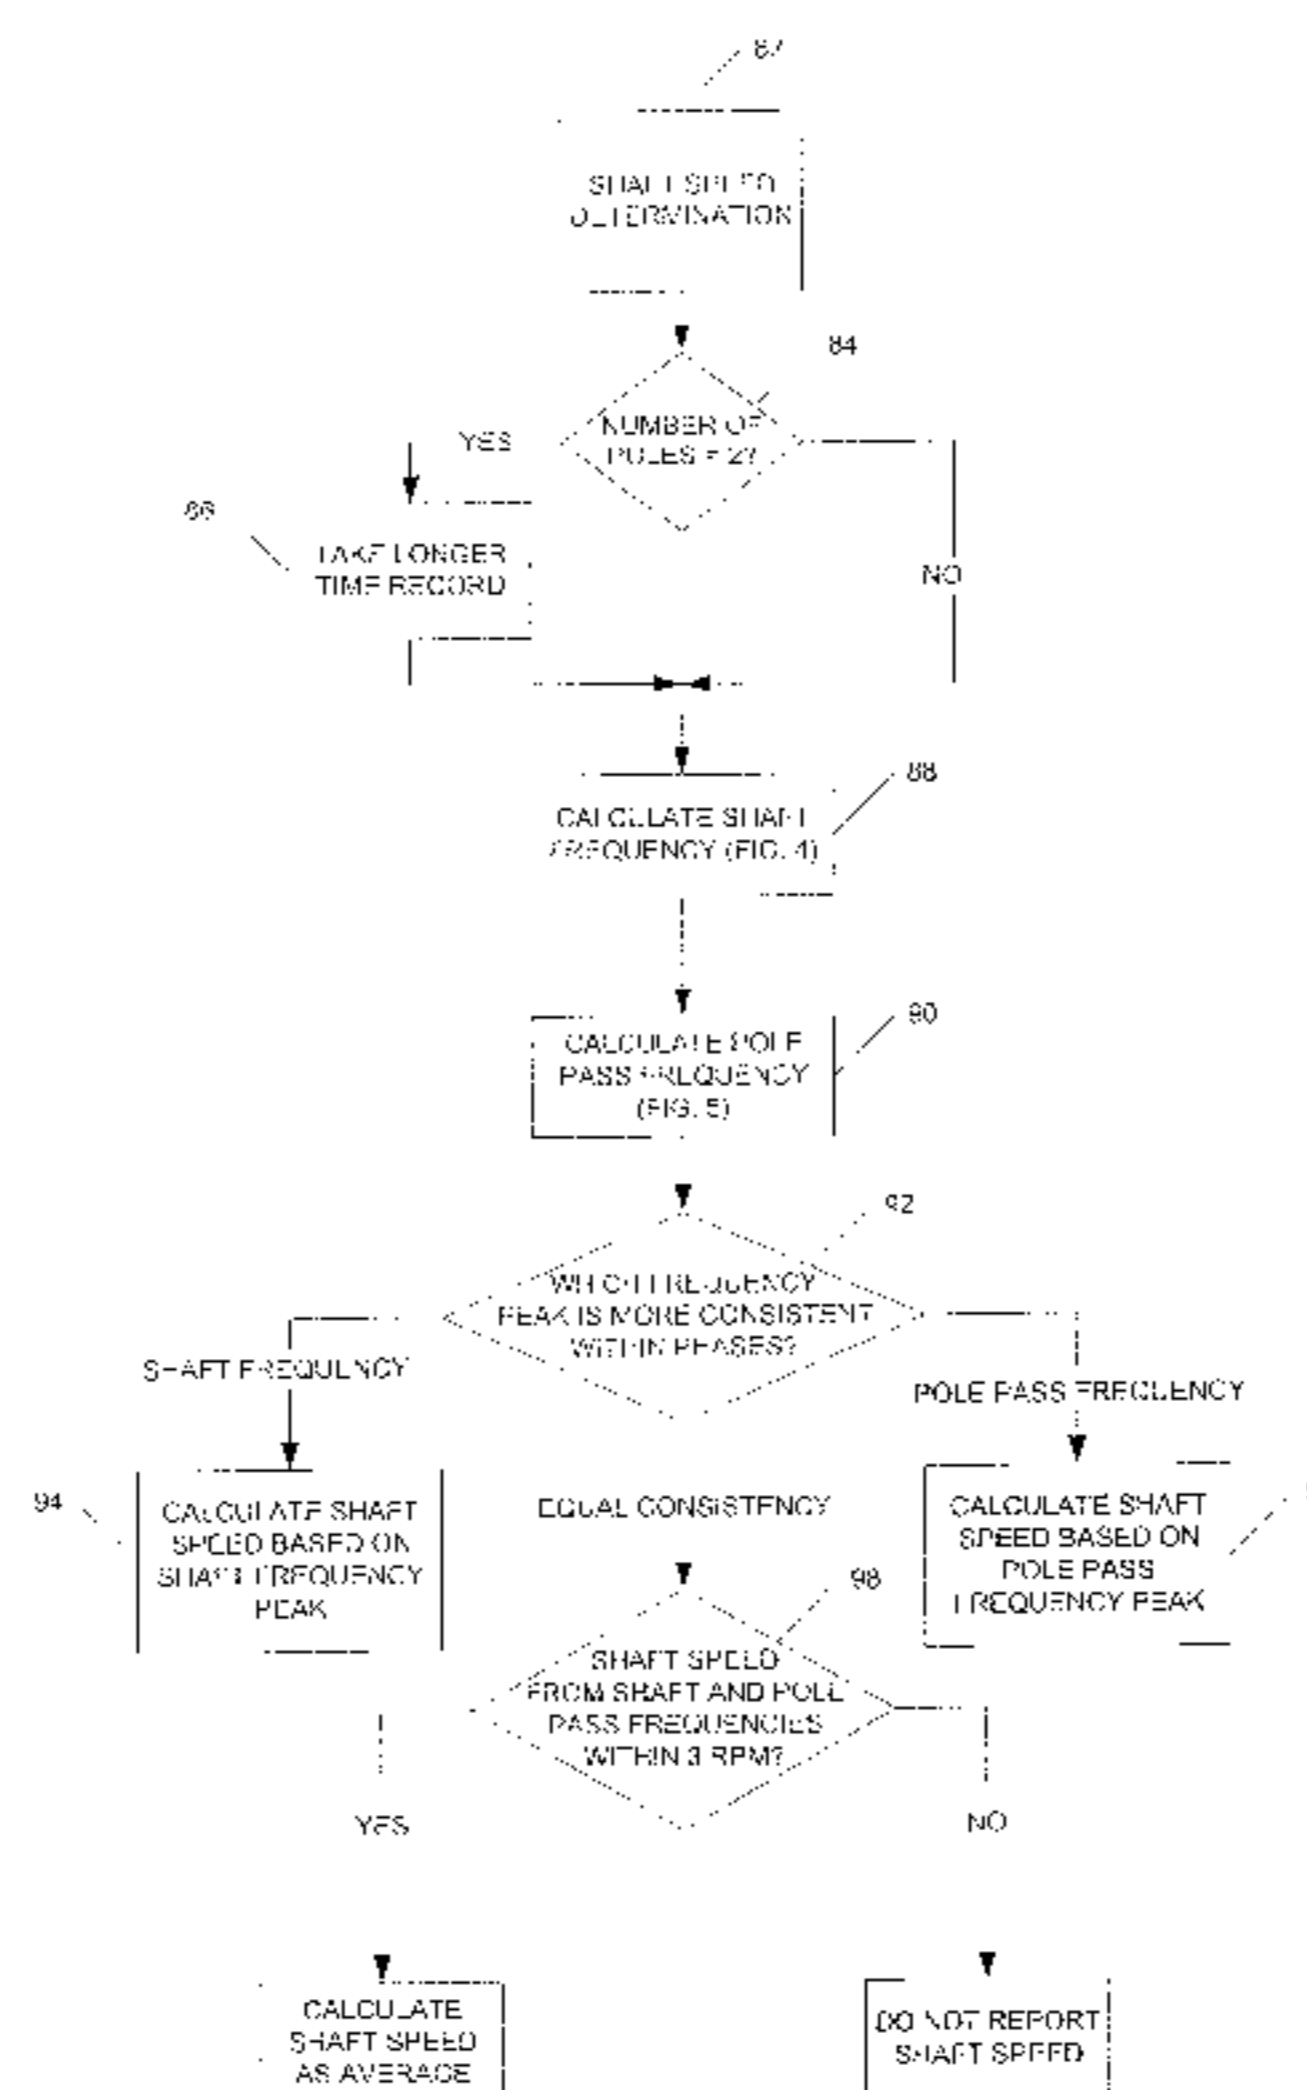 SHAFT SPEED
DETERMINATION
84
NUMBER OF
POLES = 2?
YES
86
TAKE LONGER
TIME RECORD
NO
88
CALCULATE SHAFT
FREQUENCY (FIG. 4)
90
CALCULATE POLE
PASS FREQUENCY
(FIG. 5)
92
WHICH FREQUENCY
PEAK IS MORE CONSISTENT
WITHIN PHASES?
SHAFT FREQUENCY
POLE PASS FREQUENCY
94
CALCULATE SHAFT
SPEED BASED ON
SHAFT FREQUENCY
PEAK
EQUAL CONSISTENCY
CALCULATE SHAFT
SPEED BASED ON
POLE PASS
FREQUENCY PEAK
98
SHAFT SPEED
FROM SHAFT AND POLE
PASS FREQUENCIES
WITHIN 3 RPM?
YES
NO
CALCULATE
SHAFT SPEED
AS AVERAGE
DO NOT REPORT
SHAFT SPEED